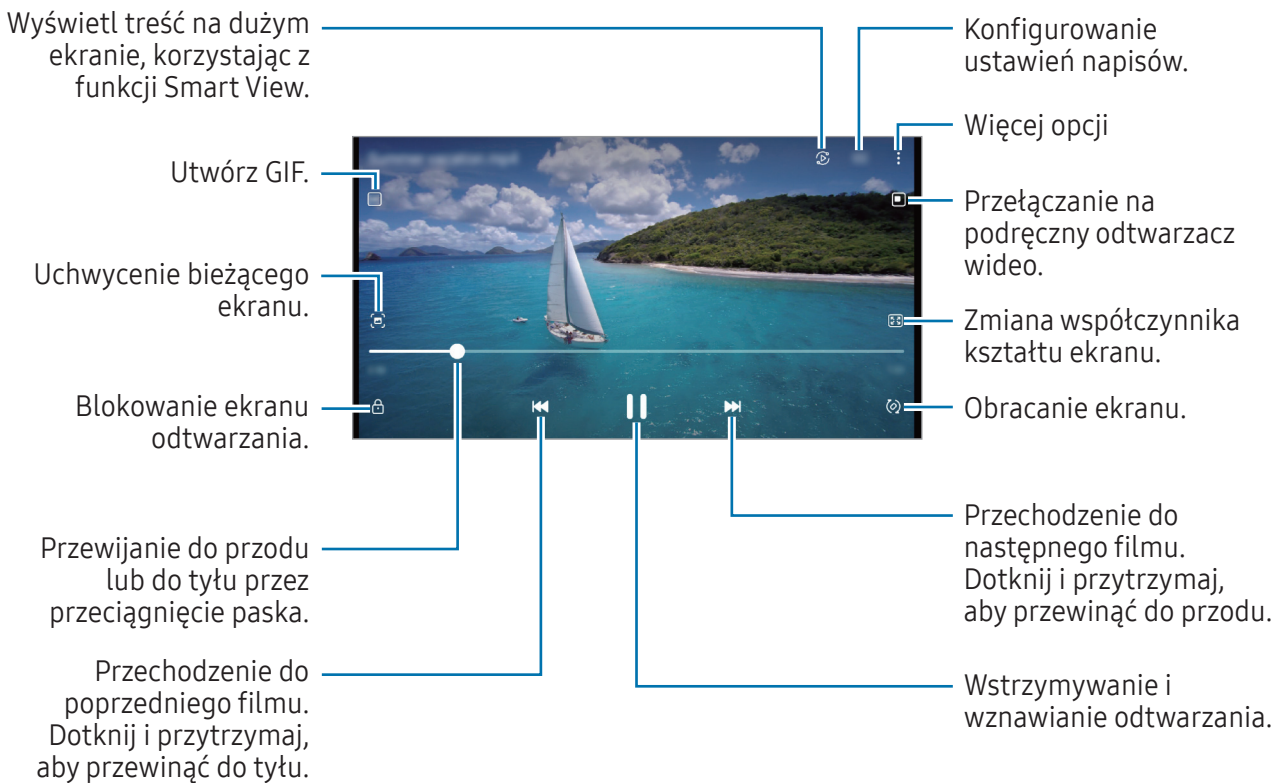 Wyświetl treść na dużym
ekranie, korzystając z
funkcji Smart View.
Utwórz GIF.
Uchwycenie bieżącego
ekranu.
Blokowanie ekranu
odtwarzania.
Przewijanie do przodu
lub do tyłu przez
przeciągnięcie paska.
Przechodzenie do
poprzedniego filmu.
Dotknij i przytrzymaj,
aby przewinąć do tyłu.
Konfigurowanie
ustawień napisów.
Więcej opcji
Przełączanie na
podręczny odtwarzacz
wideo.
Zmiana współczynnika
kształtu ekranu.
Obracanie ekranu.
Przechodzenie do
następnego filmu.
Dotknij i przytrzymaj,
aby przewinąć do przodu.
Wstrzymywanie i
wznawianie odtwarzania.